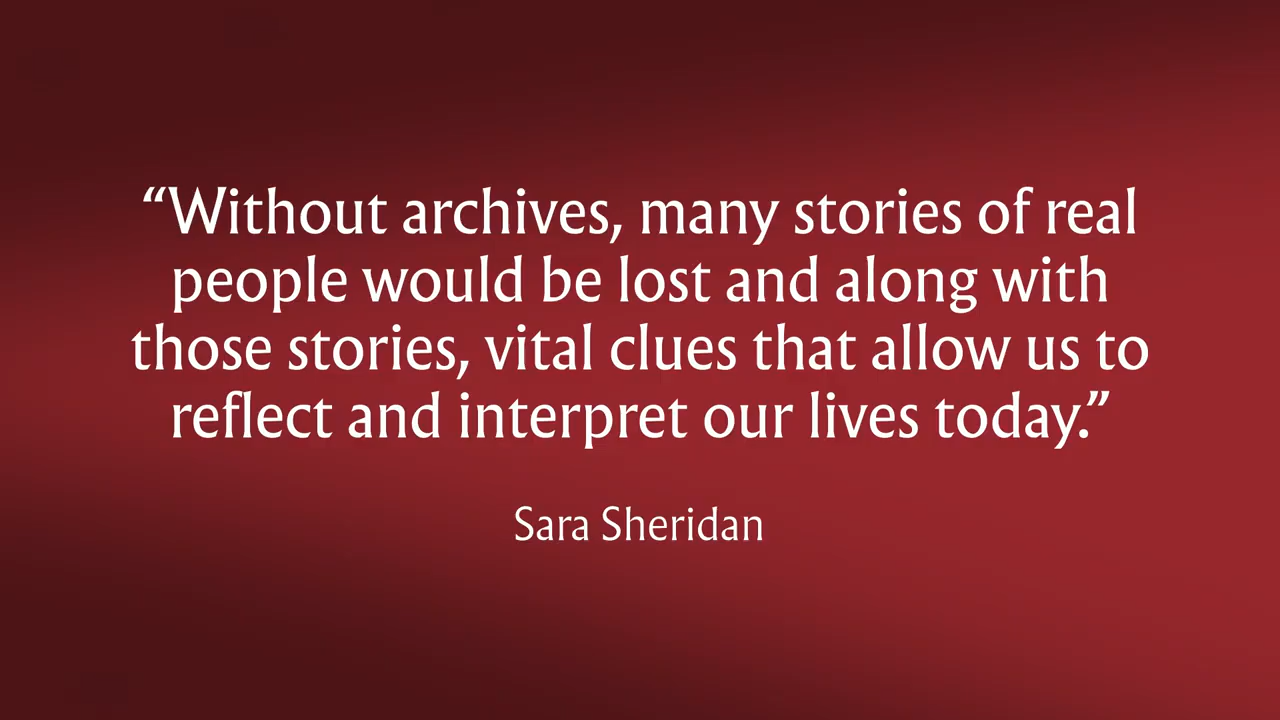 “Without archives, many stories of real
people would be lost and along with
those stories, vital clues that allow us to
reflect and interpret our lives today.”
Sara Sheridan